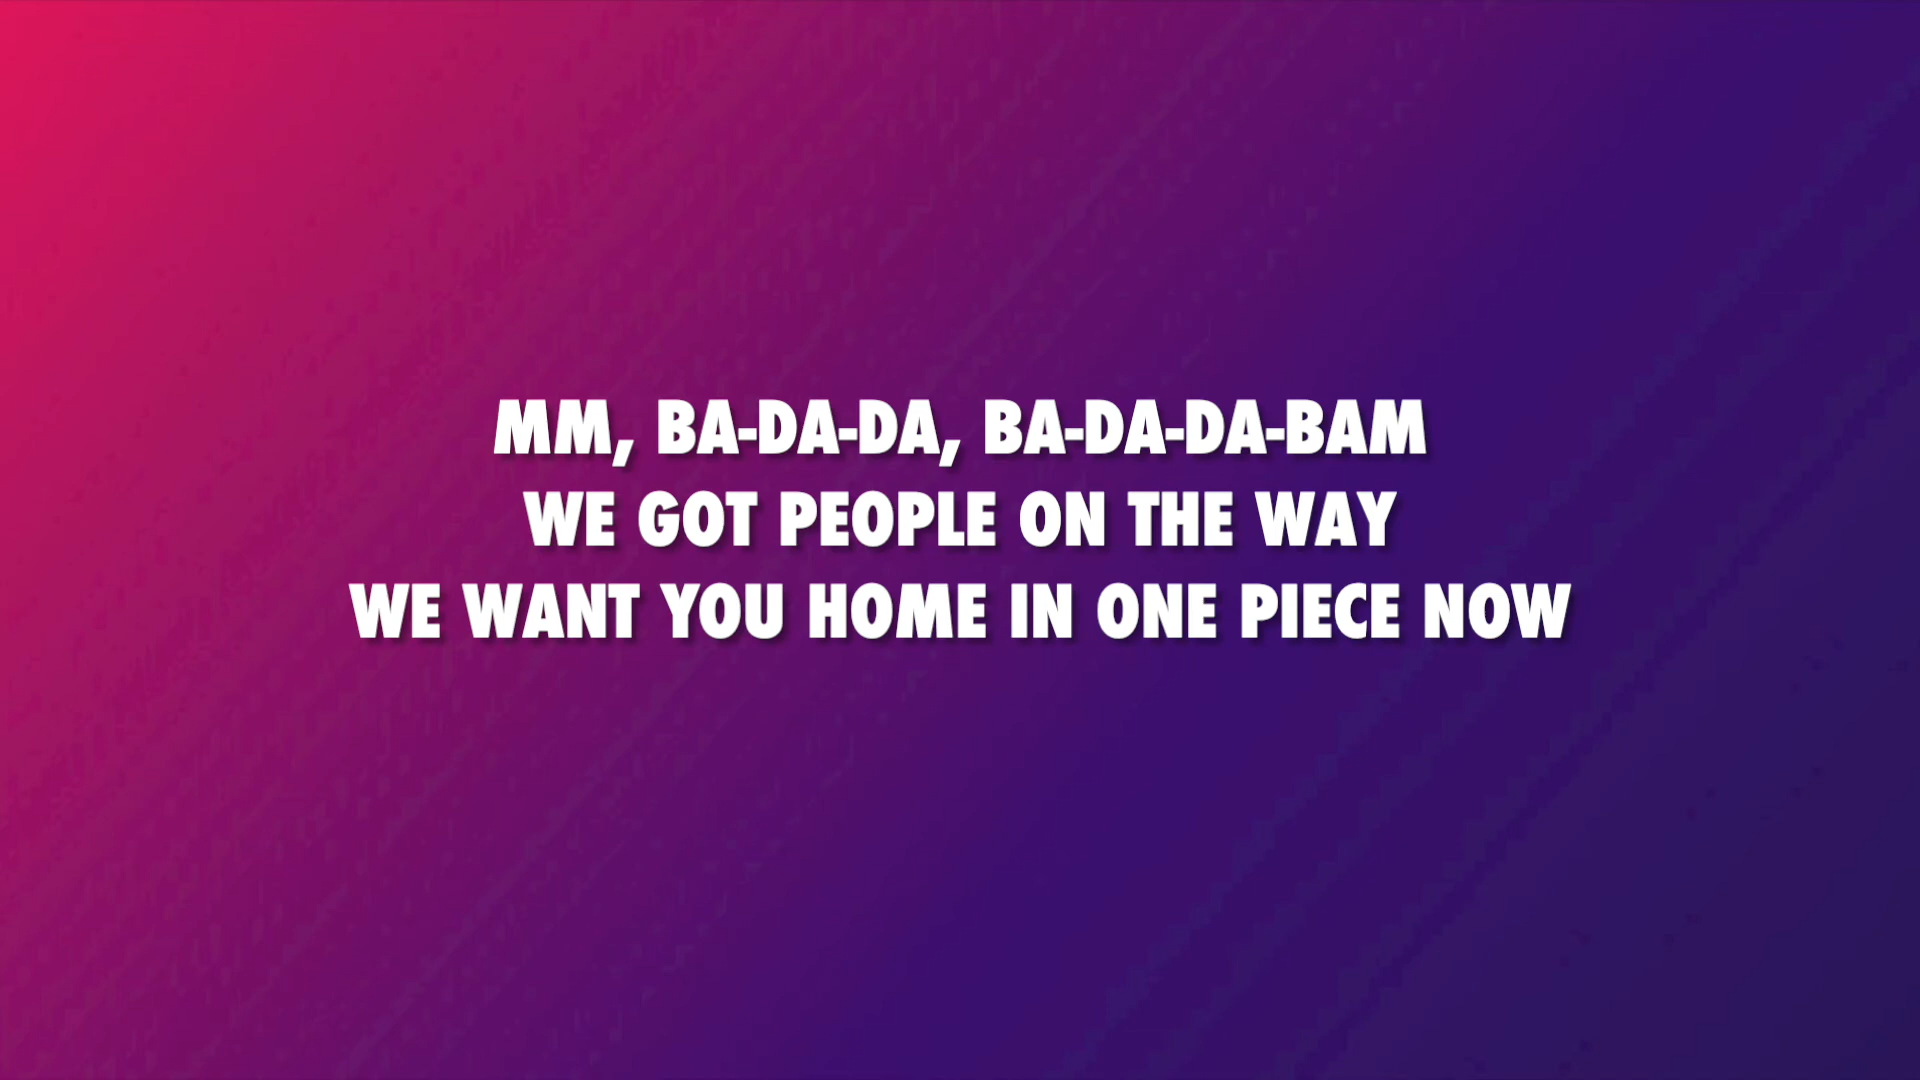 MM, BA-DA-DA, BA-DA-DA-BAM
WE GOT PEOPLE ON THE WAY
WE WANT YOU HOME IN ONE PIECE NOW